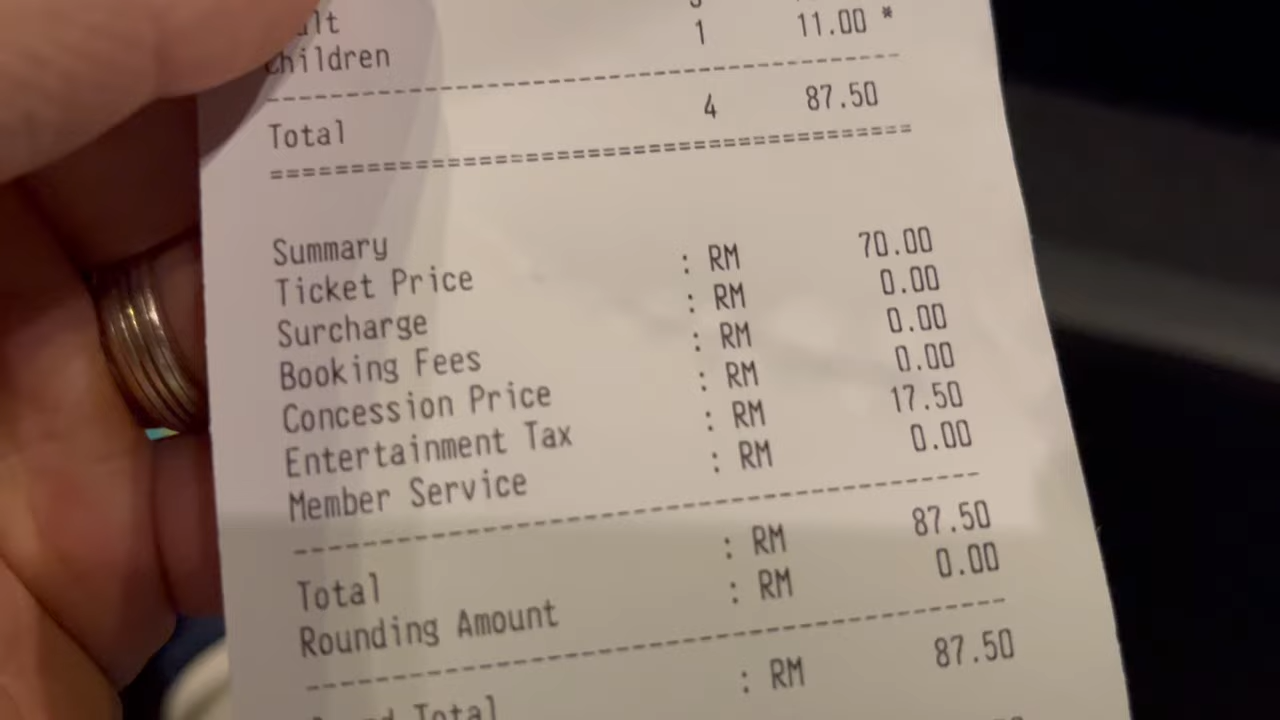 Children 1 11.00 *
Total 4 87.50
Summary
Ticket Price : RM 70.00
Surcharge : RM 0.00
Booking Fees : RM 0.00
Concession Price : RM 0.00
Entertainment Tax : RM 17.50
Member Service : RM 0.00
Total : RM 87.50
Rounding Amount : RM 0.00
Total : RM 87.50